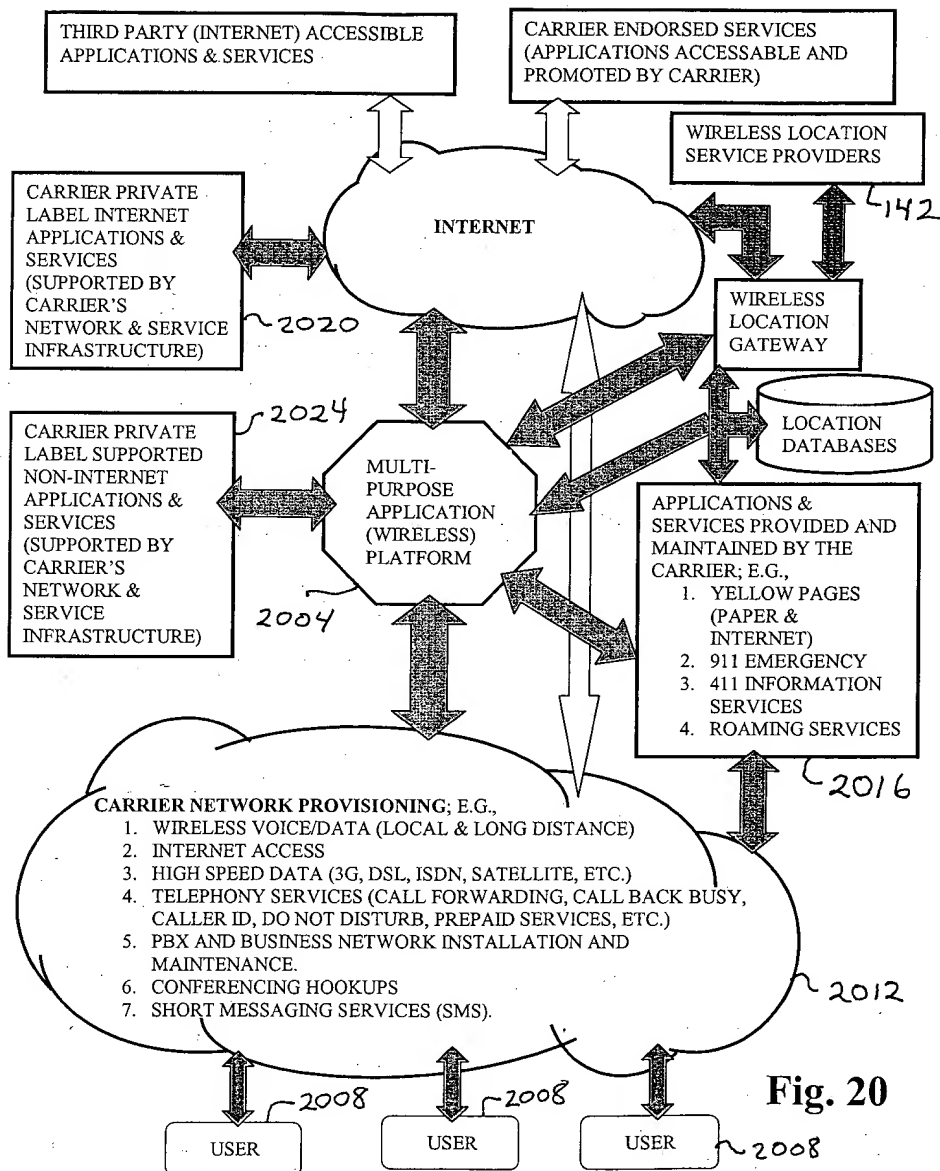 THIRD PARTY (INTERNET) ACCESSIBLE
APPLICATIONS & SERVICES
CARRIER ENDORSED SERVICES
(APPLICATIONS ACCESSABLE AND
PROMOTED BY CARRIER)
WIRELESS LOCATION
SERVICE PROVIDERS
142
CARRIER PRIVATE
LABEL INTERNET
APPLICATIONS &
SERVICES
(SUPPORTED BY
CARRIER'S
NETWORK & SERVICE
INFRASTRUCTURE)
2020
INTERNET
WIRELESS
LOCATION
GATEWAY
LOCATION
DATABASES
2024
CARRIER PRIVATE
LABEL SUPPORTED
NON-INTERNET
APPLICATIONS &
SERVICES
(SUPPORTED BY
CARRIER'S
NETWORK &
SERVICE
INFRASTRUCTURE)
MULTI-
PURPOSE
APPLICATION
(WIRELESS)
PLATFORM
2004
APPLICATIONS &
SERVICES PROVIDED AND
MAINTAINED BY THE
CARRIER; E.G.,
1. YELLOW PAGES
(PAPER &
INTERNET)
2. 911 EMERGENCY
3. 411 INFORMATION
SERVICES
4. ROAMING SERVICES
2016
CARRIER NETWORK PROVISIONING; E.G.,
1. WIRELESS VOICE/DATA (LOCAL & LONG DISTANCE)
2. INTERNET ACCESS
3. HIGH SPEED DATA (3G, DSL, ISDN, SATELLITE, ETC.)
4. TELEPHONY SERVICES (CALL FORWARDING, CALL BACK BUSY,
CALLER ID, DO NOT DISTURB, PREPAID SERVICES, ETC.)
5. PBX AND BUSINESS NETWORK INSTALLATION AND
MAINTENANCE.
6. CONFERENCING HOOKUPS
7. SHORT MESSAGING SERVICES (SMS).
2012
Fig. 20
2008
USER
2008
USER
USER
2008